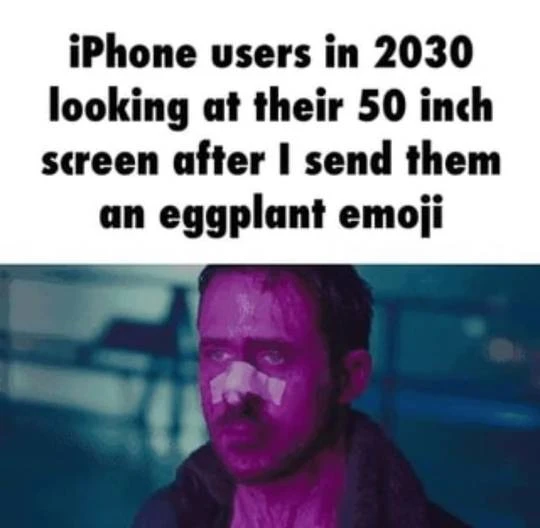 iPhone users in 2030
looking at their 50 inch
screen after I send them
an eggplant emoji